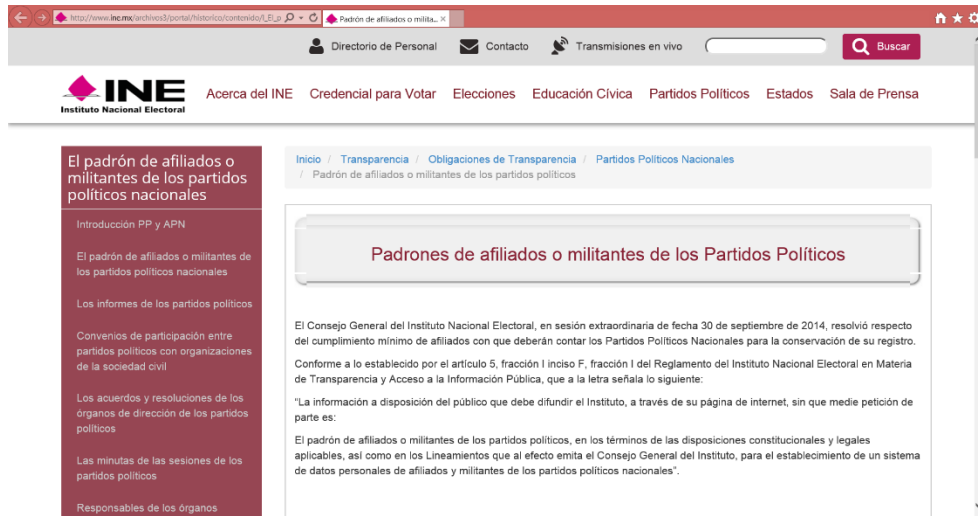 http://www.ine.mx/archivos3/portal/historico/contenido/I_El_p
Padrón de afiliados o milita...
Directorio de Personal
Contacto
Transmisiones en vivo
Buscar
INE
Instituto Nacional Electoral
Acerca del INE
Credencial para Votar
Elecciones
Educación Cívica
Partidos Políticos
Estados
Sala de Prensa
El padrón de afiliados o
militantes de los partidos
políticos nacionales
Introducción PP y APN
El padrón de afiliados o militantes de
los partidos políticos nacionales
Los informes de los partidos políticos
Convenios de participación entre
partidos políticos con organizaciones
de la sociedad civil
Los acuerdos y resoluciones de los
órganos de dirección de los partidos
políticos
Las minutas de las sesiones de los
partidos políticos
Responsables de los órganos
Inicio / Transparencia / Obligaciones de Transparencia / Partidos Políticos Nacionales
/ Padrón de afiliados o militantes de los partidos políticos
Padrones de afiliados o militantes de los Partidos Políticos
El Consejo General del Instituto Nacional Electoral, en sesión extraordinaria de fecha 30 de septiembre de 2014, resolvió respecto
del cumplimiento mínimo de afiliados con que deberán contar los Partidos Políticos Nacionales para la conservación de su registro.
Conforme a lo establecido por el artículo 5, fracción I inciso F, fracción I del Reglamento del Instituto Nacional Electoral en Materia
de Transparencia y Acceso a la Información Pública, que a la letra señala lo siguiente:
“La información a disposición del público que debe difundir el Instituto, a través de su página de internet, sin que medie petición de
parte es:
El padrón de afiliados o militantes de los partidos políticos, en los términos de las disposiciones constitucionales y legales
aplicables, así como en los Lineamientos que al efecto emita el Consejo General del Instituto, para el establecimiento de un sistema
de datos personales de afiliados y militantes de los partidos políticos nacionales”.